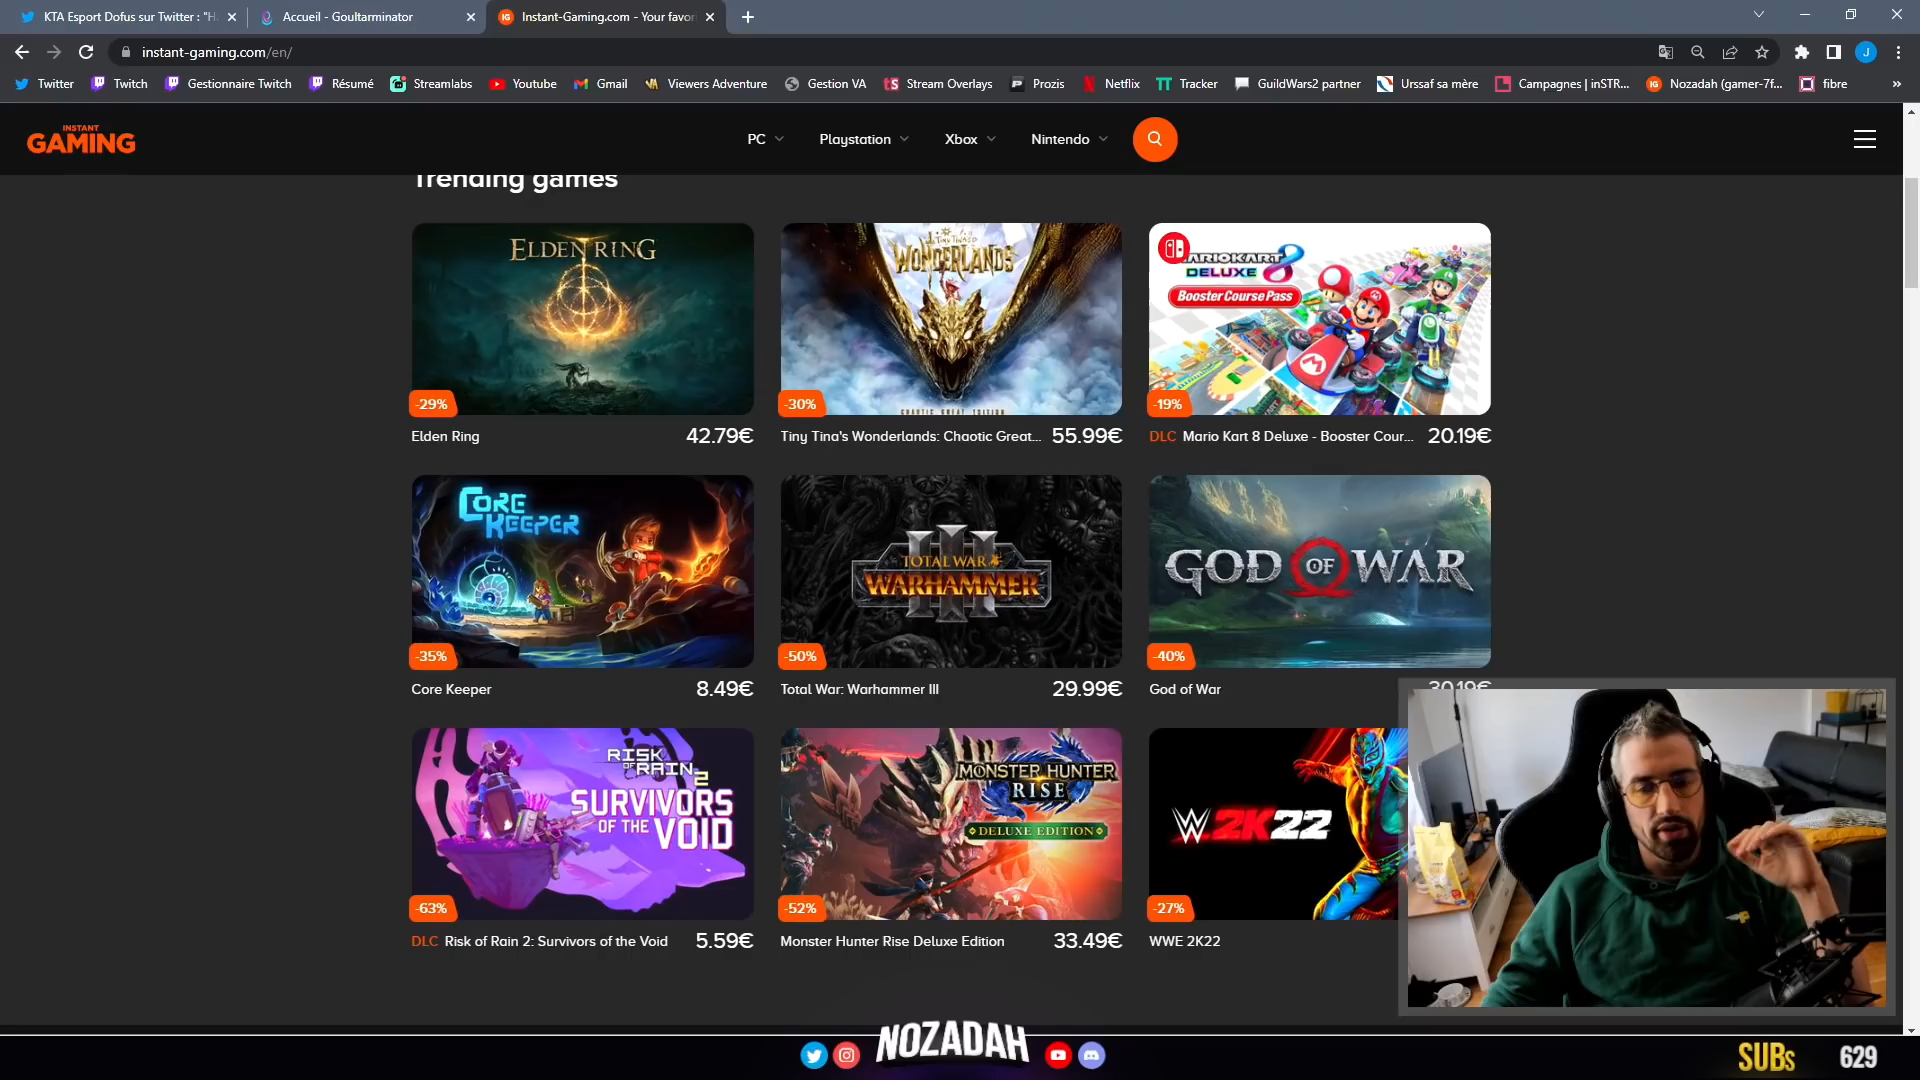 KTA Esport Dofus sur Twitter : "H
Accueil - Goultarminator
Instant-Gaming.com - Your favor
instant-gaming.com/en/
J
Twitter
Twitch
Gestionnaire Twitch
Résumé
Streamlabs
Youtube
Gmail
Viewers Adventure
Gestion VA
Stream Overlays
Prozis
Netflix
Tracker
GuildWars2 partner
Urssaf sa mère
Campagnes | inSTR...
Nozadah (gamer-7f...
fibre
»
INSTANT
GAMING
PC
Playstation
Xbox
Nintendo
Trending games
ELDEN RING
-29%
Elden Ring
42.79€
TINY TINA'S
WONDERLANDS
CHAOTIC GREAT EDITION
-30%
Tiny Tina's Wonderlands: Chaotic Great...
55.99€
MARIOKART 8
DELUXE
Booster Course Pass
-19%
DLC Mario Kart 8 Deluxe - Booster Cour...
20.19€
CORE
KEEPER
-35%
Core Keeper
8.49€
TOTAL WAR
WARHAMMER
III
-50%
Total War: Warhammer III
29.99€
GOD OF WAR
-40%
God of War
30.19€
RISK OF RAIN 2
SURVIVORS
OF THE VOID
-63%
DLC Risk of Rain 2: Survivors of the Void
5.59€
MONSTER HUNTER
RISE
DELUXE EDITION
-52%
Monster Hunter Rise Deluxe Edition
33.49€
W 2K22
-27%
WWE 2K22
NOZADAH
SUBs
629